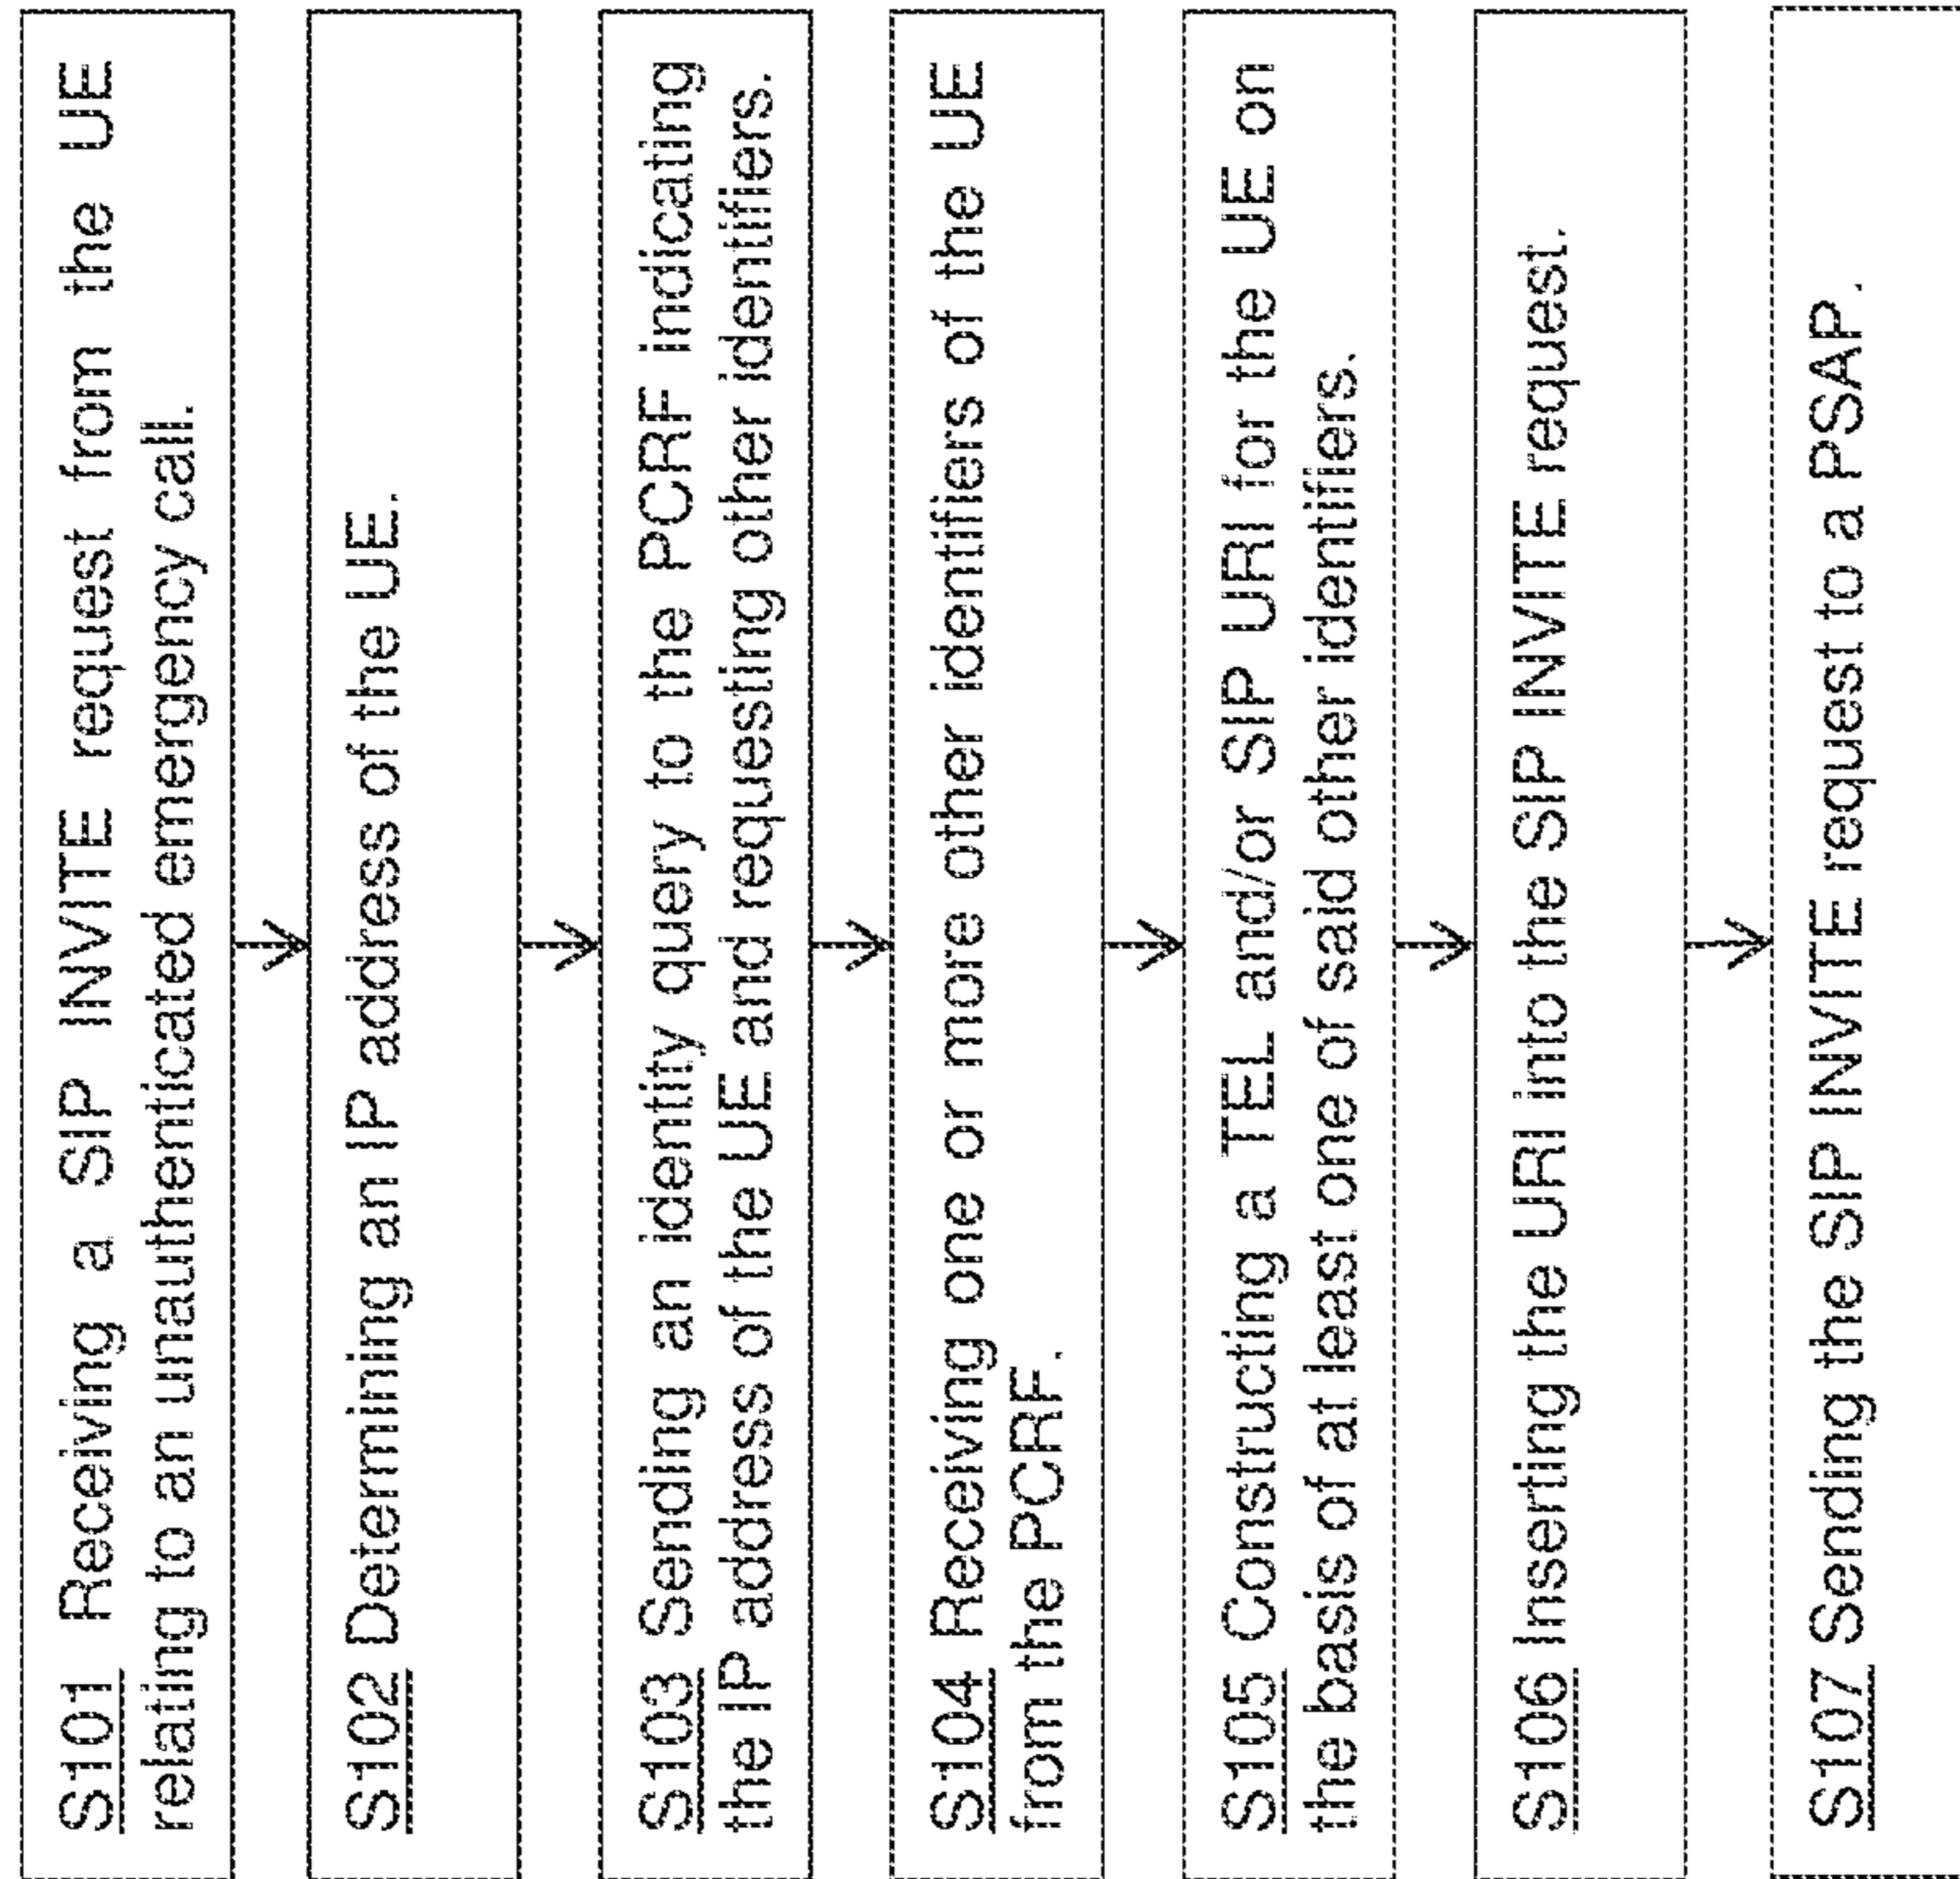 S101 Receiving a SIP INVITE request from the UE
relating to an unauthenticated emergency call.
S102 Determining an IP address of the UE.
S103 Sending an identity query to the PCRF indicating
the IP address of the UE and requesting other identifiers.
S104 Receiving one or more other identifiers of the UE
from the PCRF.
S105 Constructing a TEL and/or SIP URI for the UE on
the basis of at least one of said other identifiers.
S106 Inserting the URI into the SIP INVITE request.
S107 Sending the SIP INVITE request to a PSAP.